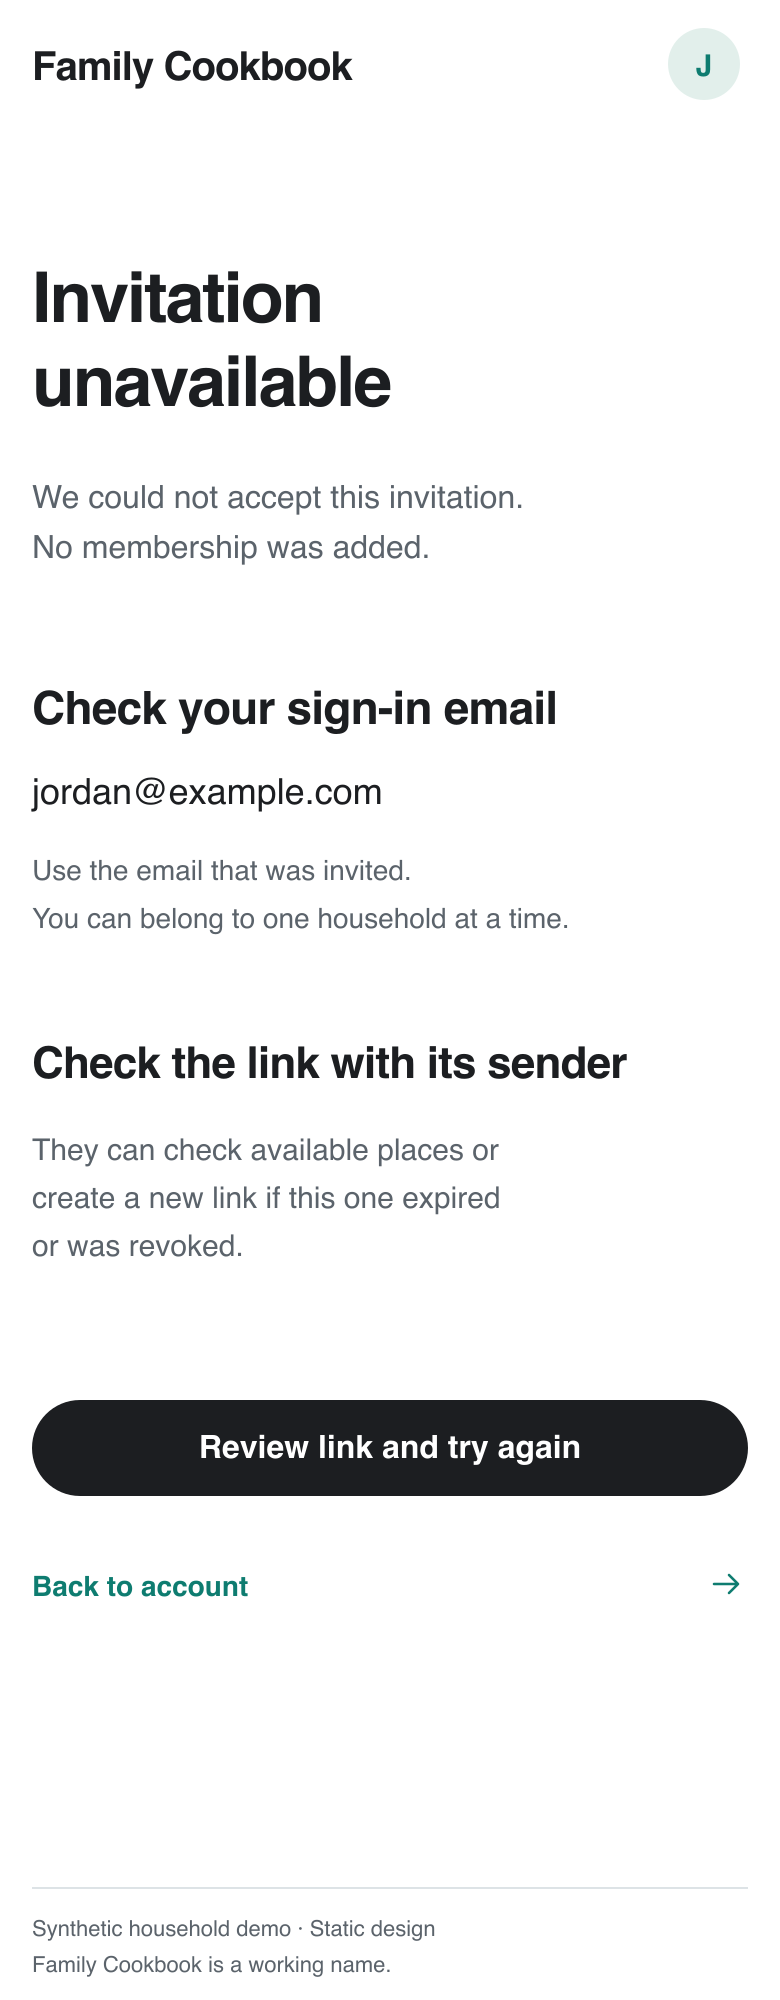 Family Cookbook
J
Invitation
unavailable
We could not accept this invitation.
No membership was added.
Check your sign-in email
jordan@example.com
Use the email that was invited.
You can belong to one household at a time.
Check the link with its sender
They can check available places or
create a new link if this one expired
or was revoked.
Review link and try again
Back to account
Synthetic household demo · Static design
Family Cookbook is a working name.